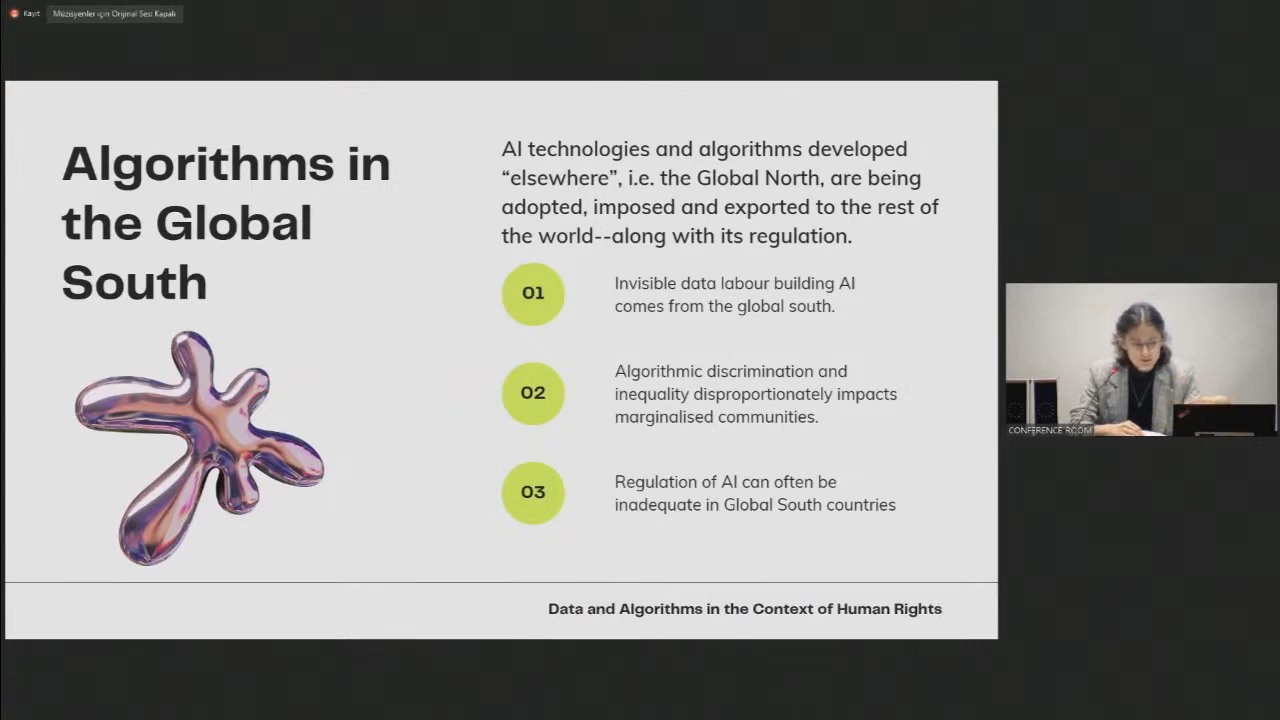 Kayıt
Müzisyenler için Orijinal Sesi Kapalı
Algorithms in
the Global
South
AI technologies and algorithms developed
“elsewhere”, i.e. the Global North, are being
adopted, imposed and exported to the rest of
the world--along with its regulation.
01
Invisible data labour building AI
comes from the global south.
02
Algorithmic discrimination and
inequality disproportionately impacts
marginalised communities.
03
Regulation of AI can often be
inadequate in Global South countries
Data and Algorithms in the Context of Human Rights
CONFERENCE ROOM